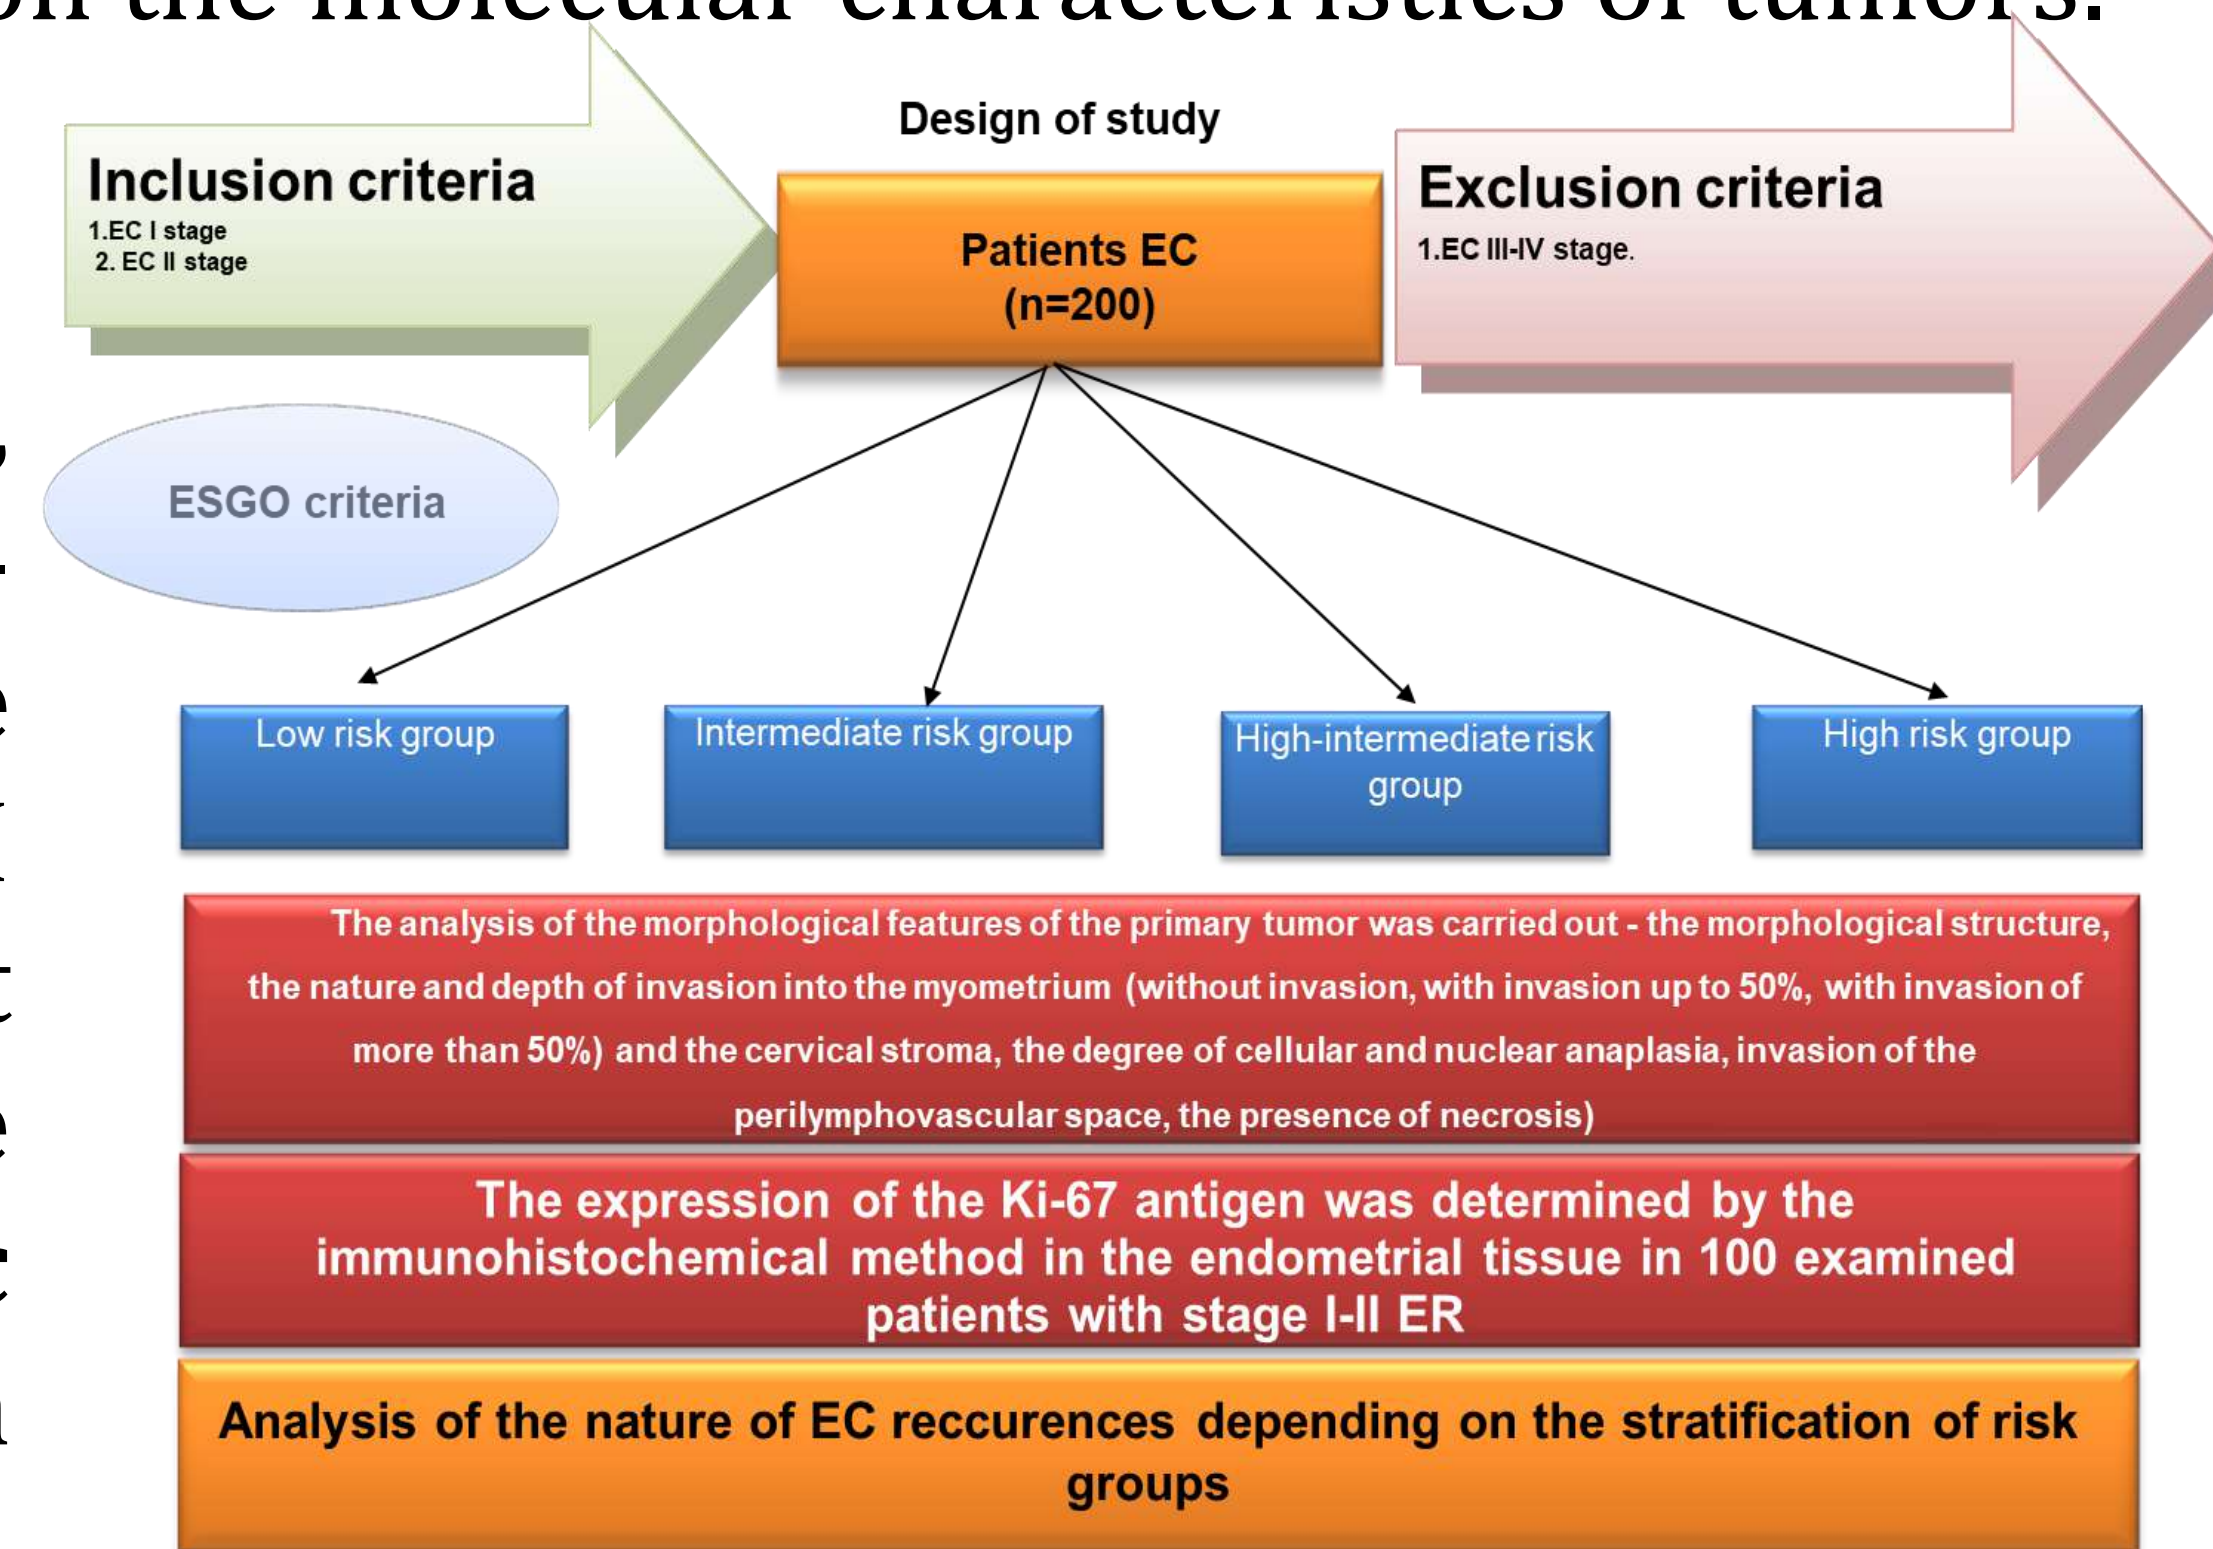 on the molecular characteristics of tumors.
Design of study
Inclusion criteria
1.EC I stage
2. EC II stage
Patients EC
(n=200)
Exclusion criteria
1.EC III-IV stage.
ESGO criteria
Low risk group
Intermediate risk group
High-intermediate risk
group
High risk group
The analysis of the morphological features of the primary tumor was carried out - the morphological structure,
the nature and depth of invasion into the myometrium (without invasion, with invasion up to 50%, with invasion of
more than 50%) and the cervical stroma, the degree of cellular and nuclear anaplasia, invasion of the
perilymphovascular space, the presence of necrosis)
The expression of the Ki-67 antigen was determined by the
immunohistochemical method in the endometrial tissue in 100 examined
patients with stage I-II ER
Analysis of the nature of EC reccurences depending on the stratification of risk
groups